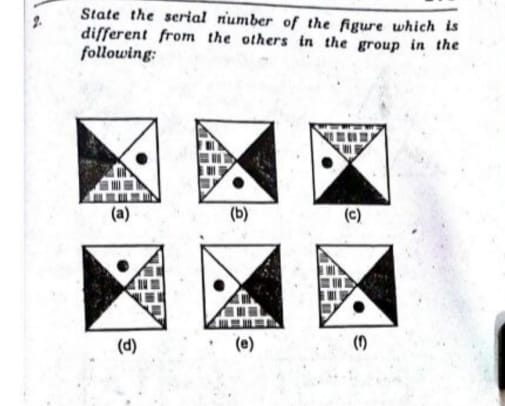 2. State the serial number of the figure which is
different from the others in the group in the
following:
(a) (b) (c)
(d) (e) (f)